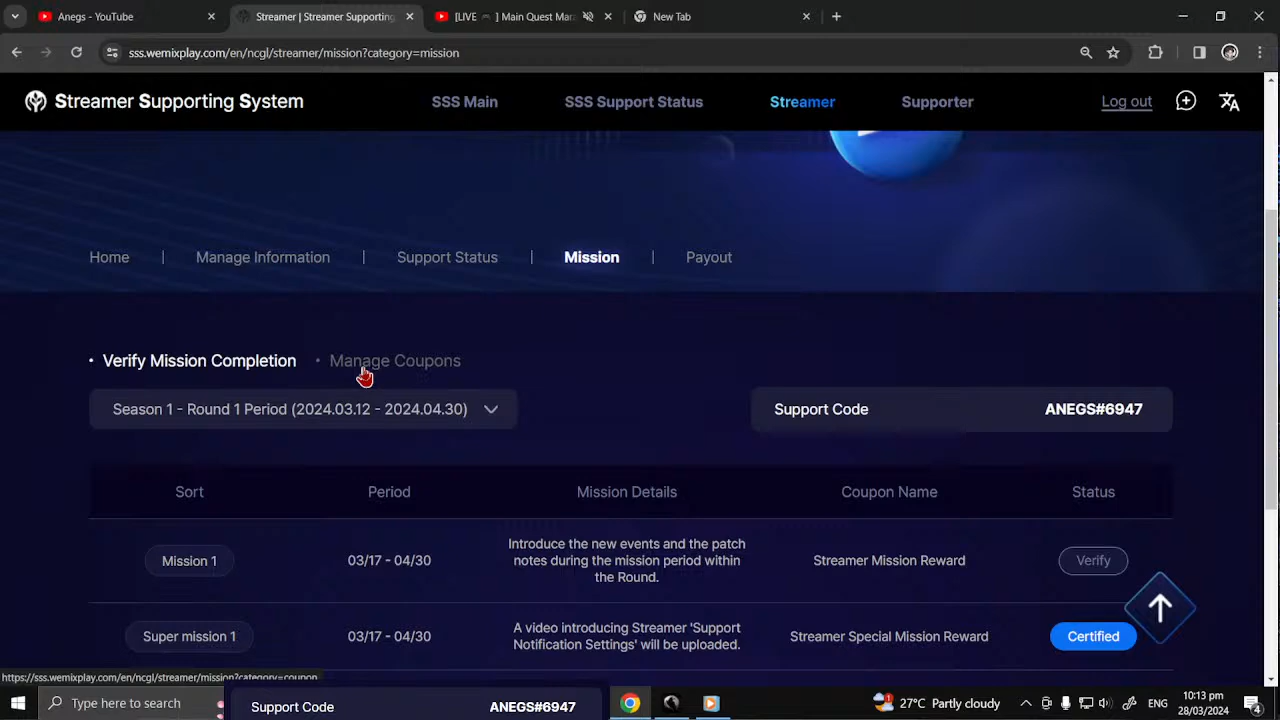 Anegs - YouTube
Streamer | Streamer Supporting
[LIVE 🎮 ] Main Quest Mar
New Tab
sss.wemixplay.com/en/ncgl/streamer/mission?category=mission
Streamer Supporting System
SSS Main
SSS Support Status
Streamer
Supporter
Log out
Home | Manage Information | Support Status | Mission | Payout
• Verify Mission Completion • Manage Coupons
Season 1 - Round 1 Period (2024.03.12 - 2024.04.30)
Support Code ANEGS#6947
Sort Period Mission Details Coupon Name Status
Mission 1
03/17 - 04/30
Introduce the new events and the patch
notes during the mission period within
the Round.
Streamer Mission Reward
Verify
Super mission 1
03/17 - 04/30
A video introducing Streamer 'Support
Notification Settings' will be uploaded.
Streamer Special Mission Reward
Certified
https://sss.wemixplay.com/en/ncgl/streamer/mission?category=coupon
Type here to search
Support Code ANEGS#6947
1
27°C Partly cloudy
ENG
10:13 pm
28/03/2024
4